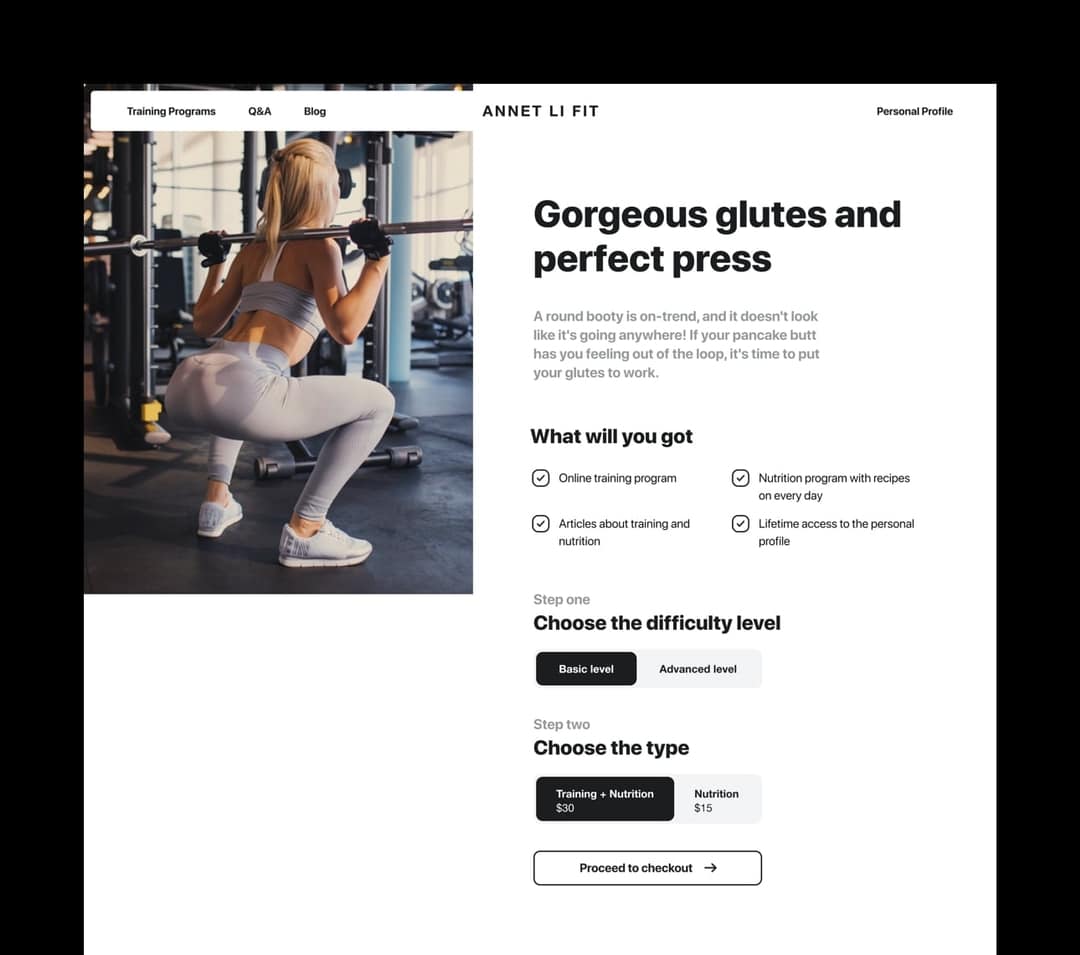 Training Programs Q&A Blog ANNET LI FIT Personal Profile
Gorgeous glutes and
perfect press
A round booty is on-trend, and it doesn't look
like it's going anywhere! If your pancake butt
has you feeling out of the loop, it's time to put
your glutes to work.
What will you got
Online training program
Nutrition program with recipes
on every day
Articles about training and
nutrition
Lifetime access to the personal
profile
Step one
Choose the difficulty level
Basic level Advanced level
Step two
Choose the type
Training + Nutrition
$30
Nutrition
$15
Proceed to checkout →